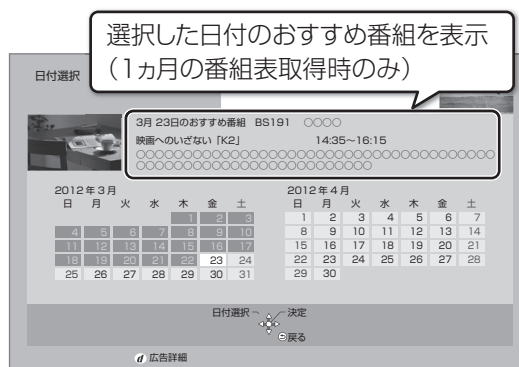 選択した日付のおすすめ番組を表示
（1ヵ月の番組表取得時のみ）
日付選択
3月 23日のおすすめ番組 BS191 ○○○○
映画へのいざない「K2」 14:35～16:15
○○○○○○○○○○○○○○○○○○○○○○○○○○○○○○○○○○○○○○
○○○○○○○○○○○○○○○○○○○○○○○○○
2012年 3月
日 月 火 水 木 金 土
1 2 3
4 5 6 7 8 9 10
11 12 13 14 15 16 17
18 19 20 21 22 23 24
25 26 27 28 29 30 31
2012年 4月
日 月 火 水 木 金 土
1 2 3 4 5 6 7
8 9 10 11 12 13 14
15 16 17 18 19 20 21
22 23 24 25 26 27 28
29 30
日付選択 決定
戻る
d 広告詳細